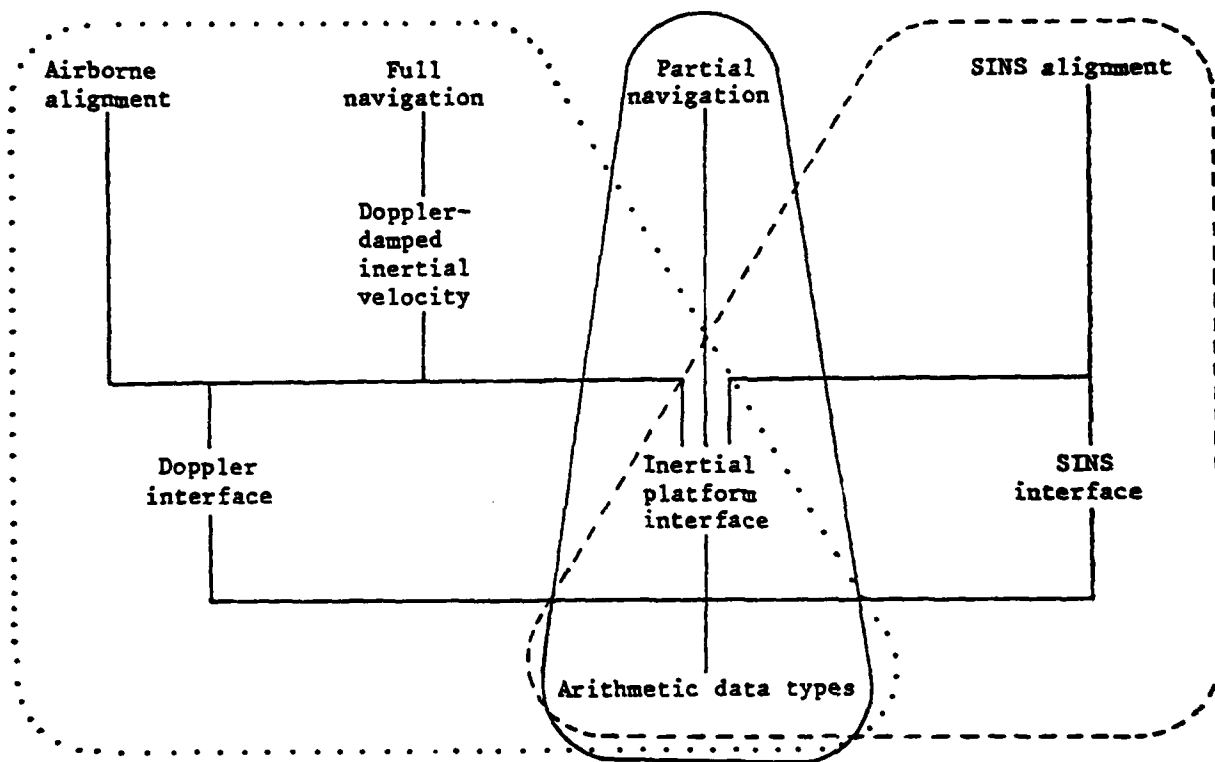 Airborne
alignment
Full
navigation
Partial
navigation
SINS alignment
Doppler-
damped
inertial
velocity
Doppler
interface
Inertial
platform
interface
SINS
interface
Arithmetic data types